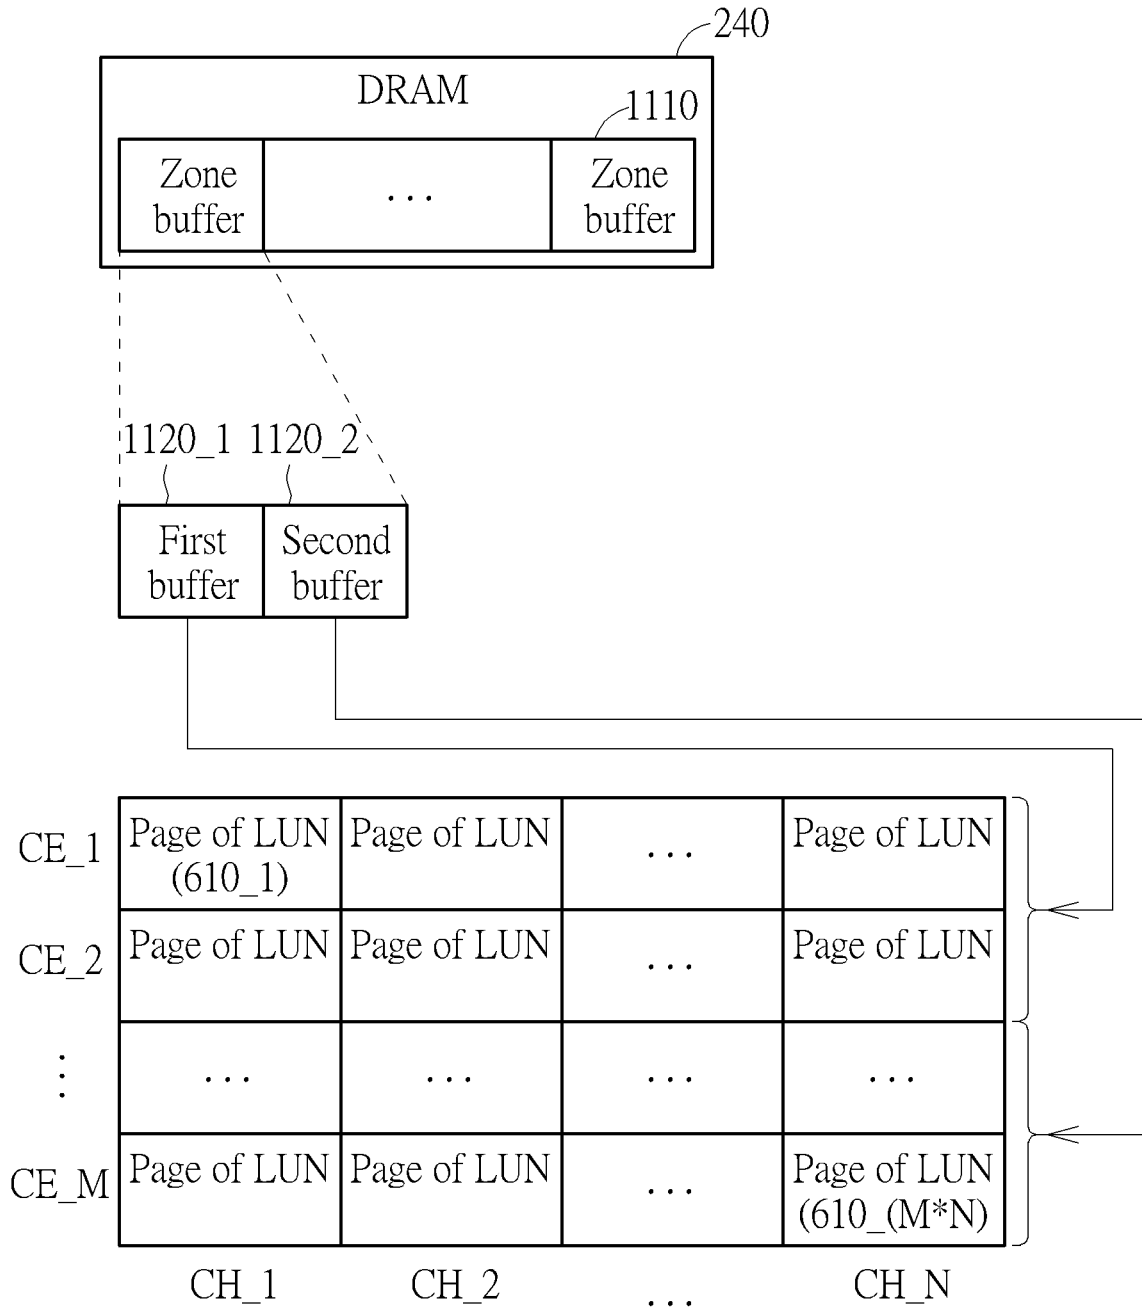 240
DRAM
1110
Zone
buffer
...
Zone
buffer
1120_1 1120_2
First
buffer
Second
buffer
CE_1
Page of LUN
(610_1)
Page of LUN
...
Page of LUN
CE_2
Page of LUN
Page of LUN
...
Page of LUN
...
...
...
...
...
CE_M
Page of LUN
Page of LUN
...
Page of LUN
(610_(M*N)
CH_1
CH_2
...
CH_N